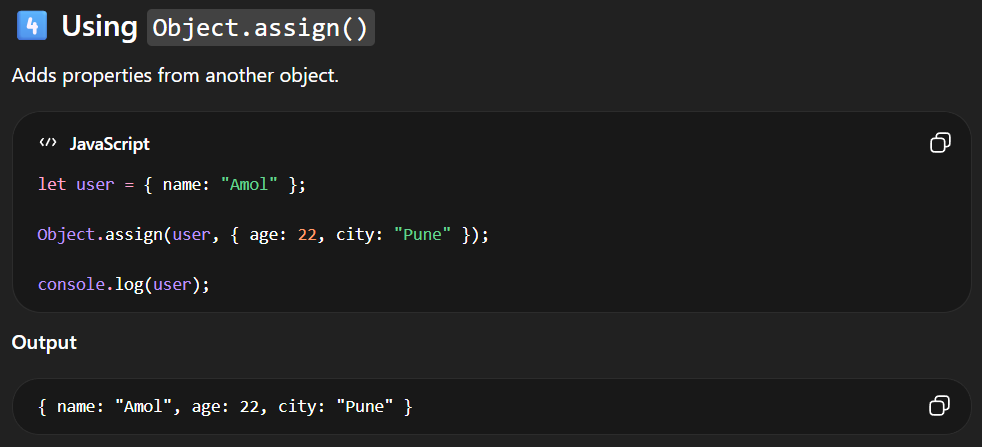 4 Using Object.assign()
Adds properties from another object.
</> JavaScript
let user = { name: "Amol" };
Object.assign(user, { age: 22, city: "Pune" });
console.log(user);
Output
{ name: "Amol", age: 22, city: "Pune" }